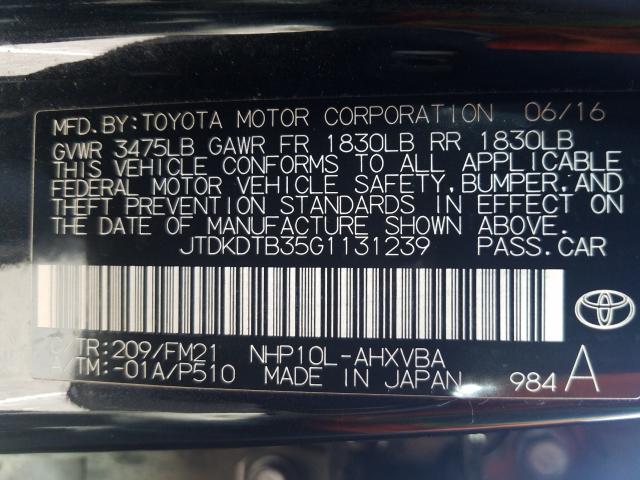 MFD.BY:TOYOTA MOTOR CORPORATION 06/16
GVWR 3475LB GAWR FR 1830LB RR 1830LB
THIS VEHICLE CONFORMS TO ALL APPLICABLE
FEDERAL MOTOR VEHICLE SAFETY,BUMPER,AND
THEFT PREVENTION STANDARDS IN EFFECT ON
THE DATE OF MANUFACTURE SHOWN ABOVE.
JTDKDTB35G1131239 PASS.CAR
C/TR:209/FM21 NHP10L-AHXVBA
A/TM:-01A/P510 MADE IN JAPAN 984 A